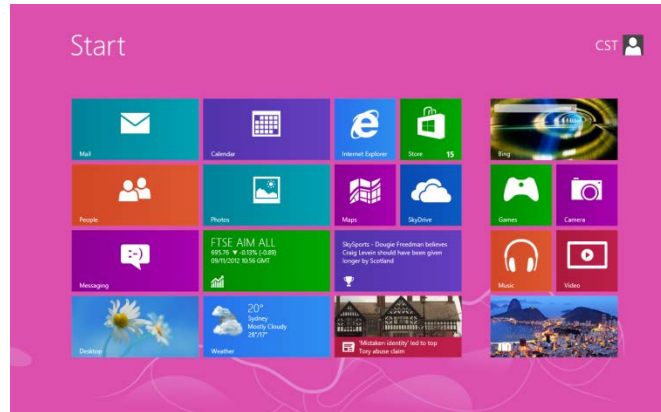 Start
CST
Mail
Calendar
Internet Explorer
Store
15
Bing
People
Photos
Maps
SkyDrive
Games
Camera
Messaging
FTSE AIM ALL
695.76 ▼ -0.13% (-0.89)
09/11/2012 10:56 GMT
SkySports - Dougie Freedman believes
Craig Levein should have been given
longer by Scotland
Music
Video
Desktop
20°
Sydney
Mostly Cloudy
28°/17°
Weather
'Mistaken identity' led to top
Tory abuse claim